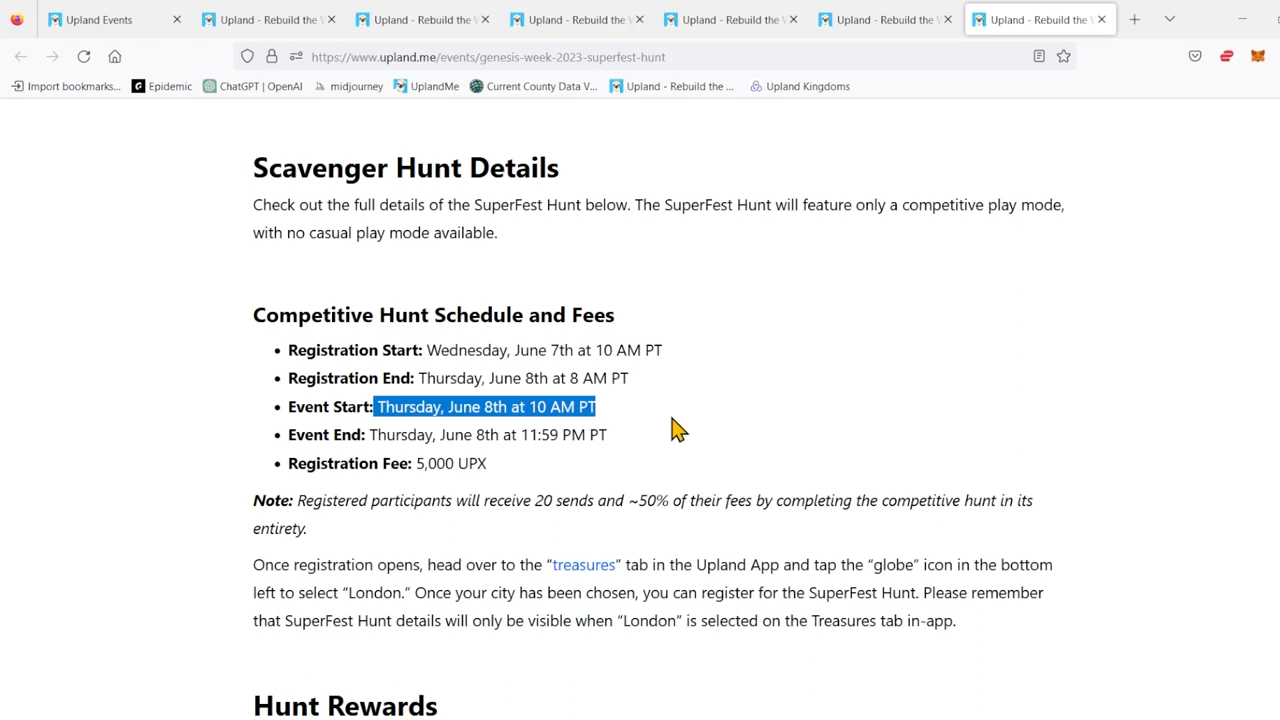 Upland Events
Upland - Rebuild the
Upland - Rebuild the
Upland - Rebuild the
Upland - Rebuild the
Upland - Rebuild the
Upland - Rebuild the
https://www.upland.me/events/genesis-week-2023-superfest-hunt
Import bookmarks... Epidemic ChatGPT | OpenAI midjourney UplandMe Current County Data V... Upland - Rebuild the ... Upland Kingdoms
Scavenger Hunt Details
Check out the full details of the SuperFest Hunt below. The SuperFest Hunt will feature only a competitive play mode,
with no casual play mode available.
Competitive Hunt Schedule and Fees
• Registration Start: Wednesday, June 7th at 10 AM PT
• Registration End: Thursday, June 8th at 8 AM PT
• Event Start: Thursday, June 8th at 10 AM PT
• Event End: Thursday, June 8th at 11:59 PM PT
• Registration Fee: 5,000 UPX
Note: Registered participants will receive 20 sends and ~50% of their fees by completing the competitive hunt in its
entirety.
Once registration opens, head over to the “treasures” tab in the Upland App and tap the “globe” icon in the bottom
left to select “London.” Once your city has been chosen, you can register for the SuperFest Hunt. Please remember
that SuperFest Hunt details will only be visible when “London” is selected on the Treasures tab in-app.
Hunt Rewards